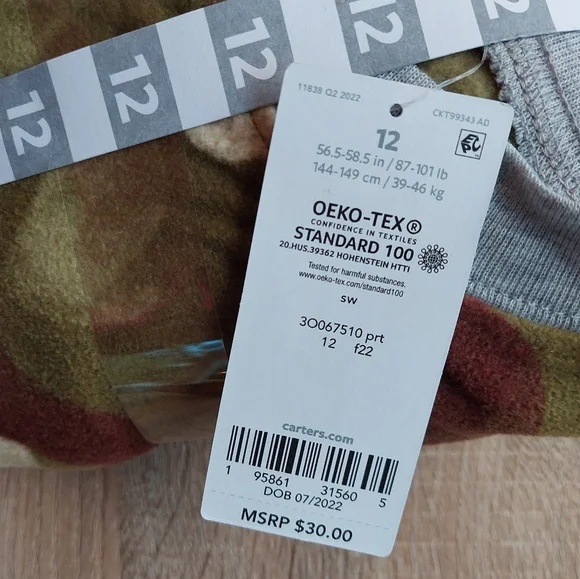 12
12
12
12
12
11838 Q2 2022
CKT99343 AD
12
56.5-58.5 in / 87-101 lb
144-149 cm / 39-46 kg
OEKO-TEX®
CONFIDENCE IN TEXTILES
STANDARD 100
20.HUS.39362 HOHENSTEIN HTTI
Tested for harmful substances.
www.oeko-tex.com/standard100
SW
3O067510 prt
12 f22
carters.com
1 95861 31560 5
DOB 07/2022
MSRP $30.00